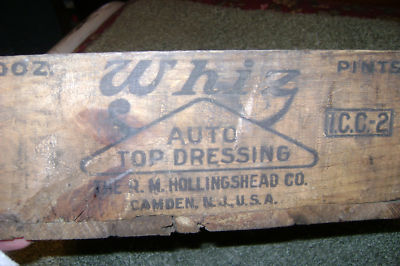 DOZ. Whiz PINTS
AUTO I.C.C.-2
TOP DRESSING
THE R. M. HOLLINGSHEAD CO.
CAMDEN, N. J., U.S.A.